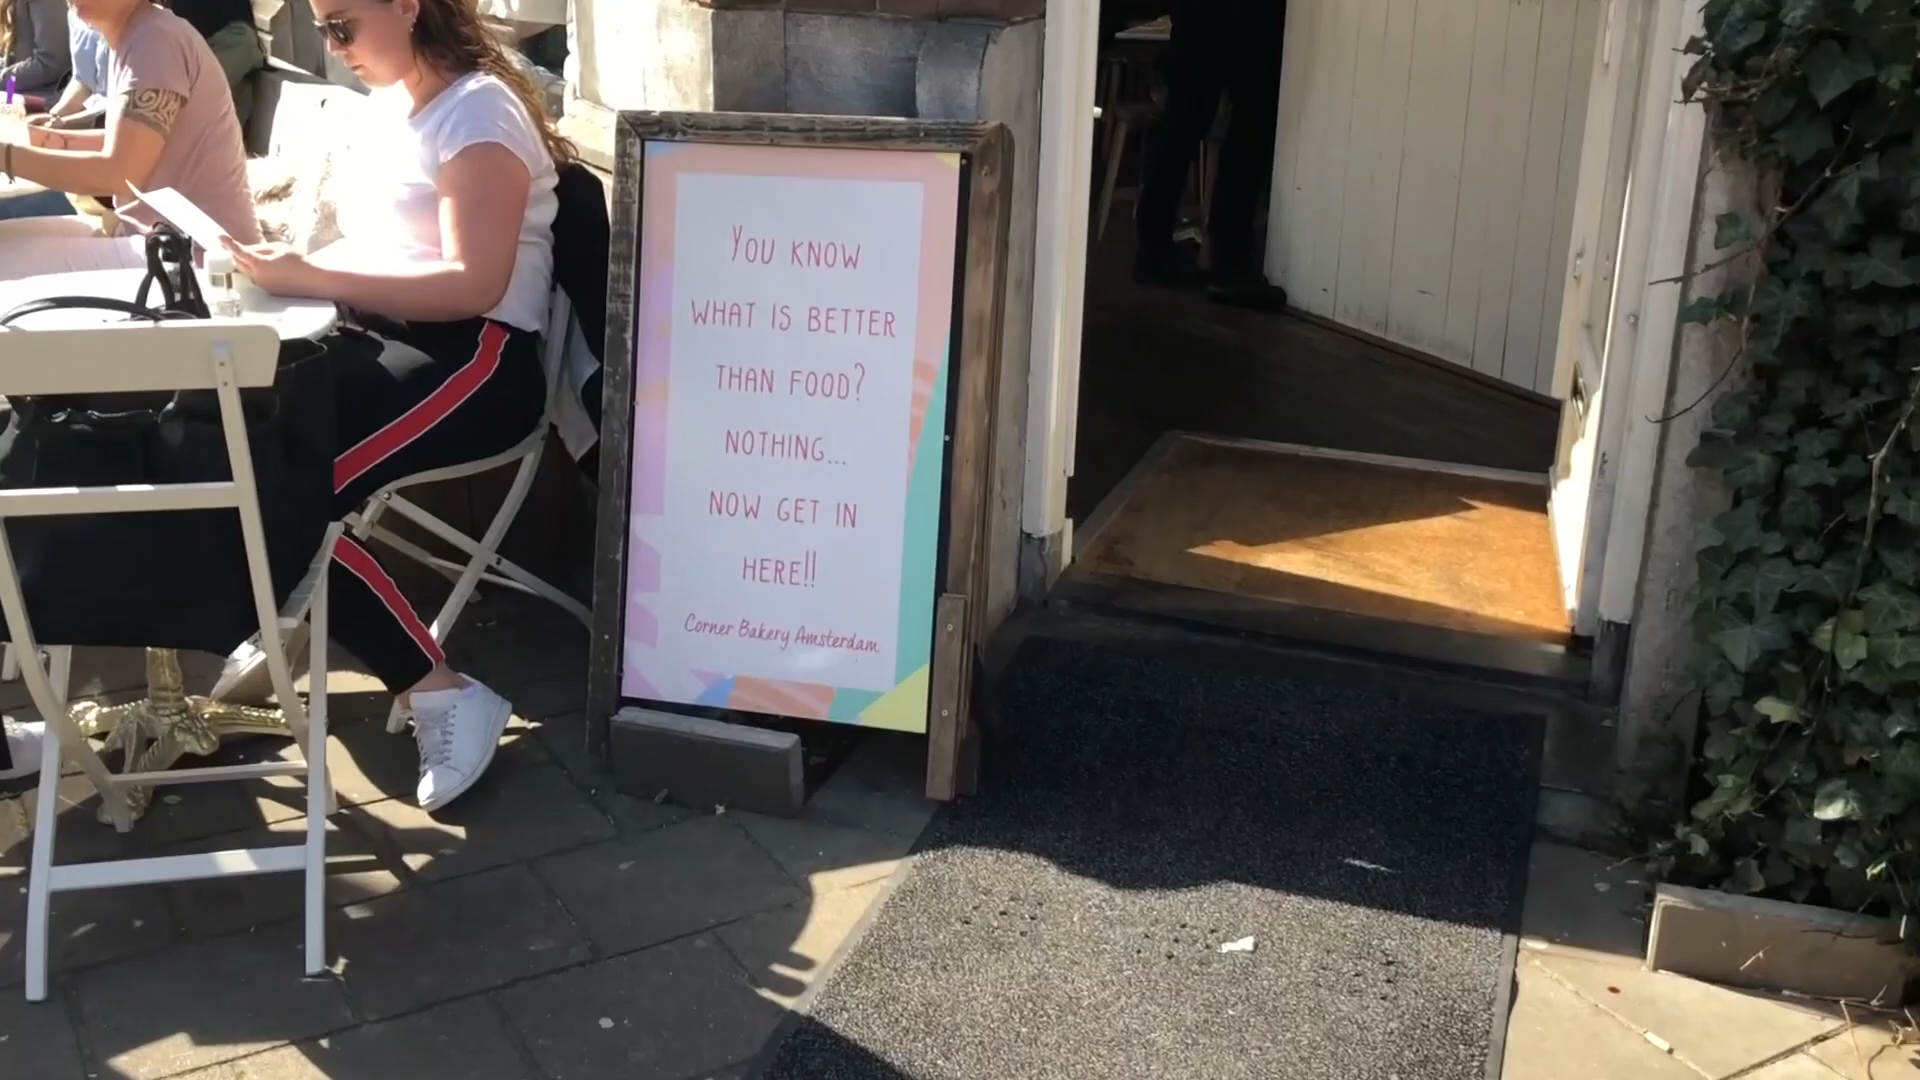 YOU KNOW
WHAT IS BETTER
THAN FOOD?
NOTHING...
NOW GET IN
HERE!!
Corner Bakery Amsterdam